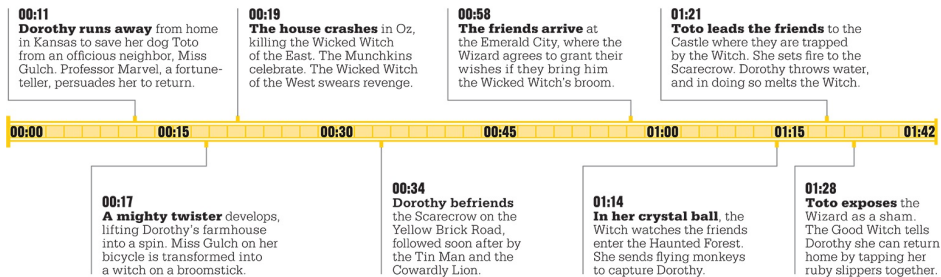 00:11
Dorothy runs away from home
in Kansas to save her dog Toto
from an officious neighbor, Miss
Gulch. Professor Marvel, a fortune-
teller, persuades her to return.
00:19
The house crashes in Oz,
killing the Wicked Witch
of the East. The Munchkins
celebrate. The Wicked Witch
of the West swears revenge.
00:58
The friends arrive at
the Emerald City, where the
Wizard agrees to grant their
wishes if they bring him
the Wicked Witch's broom.
01:21
Toto leads the friends to the
Castle where they are trapped
by the Witch. She sets fire to the
Scarecrow. Dorothy throws water,
and in doing so melts the Witch.
00:00 00:15 00:30 00:45 01:00 01:15 01:42
00:17
A mighty twister develops,
lifting Dorothy's farmhouse
into a spin. Miss Gulch on her
bicycle is transformed into
a witch on a broomstick.
00:34
Dorothy befriends
the Scarecrow on the
Yellow Brick Road,
followed soon after by
the Tin Man and the
Cowardly Lion.
01:14
In her crystal ball, the
Witch watches the friends
enter the Haunted Forest.
She sends flying monkeys
to capture Dorothy.
01:28
Toto exposes the
Wizard as a sham.
The Good Witch tells
Dorothy she can return
home by tapping her
ruby slippers together.